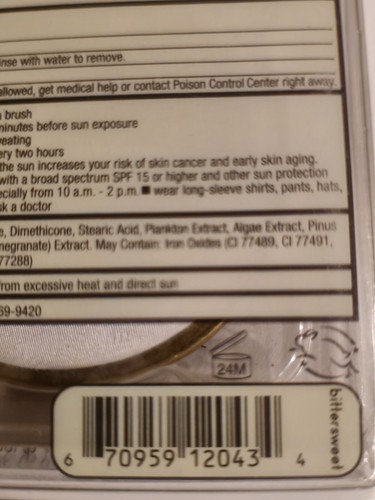 inse with water to remove.
allowed, get medical help or contact Poison Control Center right away.
brush
minutes before sun exposure
weating
ery two hours
the sun increases your risk of skin cancer and early skin aging.
with a broad spectrum SPF 15 or higher and other sun protection
ecially from 10 a.m. - 2 p.m. ■ wear long-sleeve shirts, pants, hats,
sk a doctor
e, Dimethicone, Stearic Acid, Plankton Extract, Algae Extract, Pinus
negranate) Extract. May Contain: Iron Oxides (CI 77489, CI 77491,
77288)
from excessive heat and direct sun
69-9420
24M
bittersweet
6 70959 12043 4